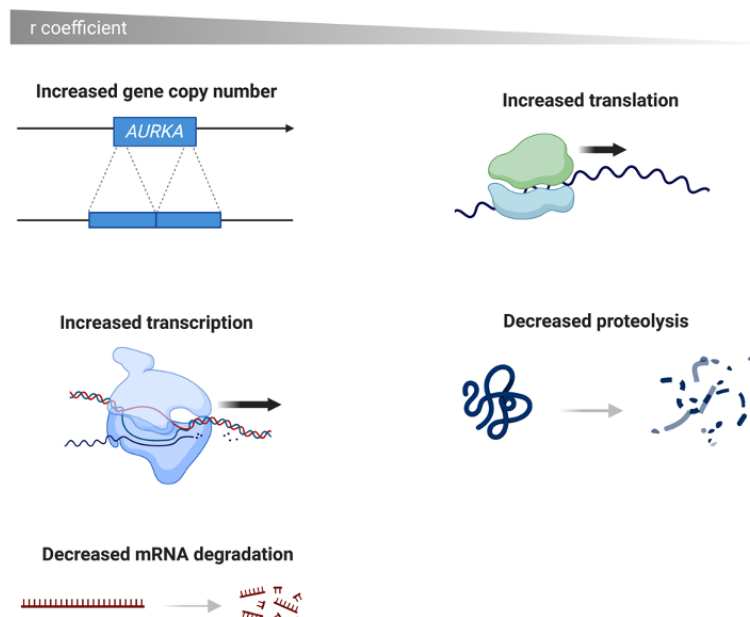 r coefficient
Increased gene copy number
AURKA
Increased translation
Increased transcription
Decreased proteolysis
Decreased mRNA degradation